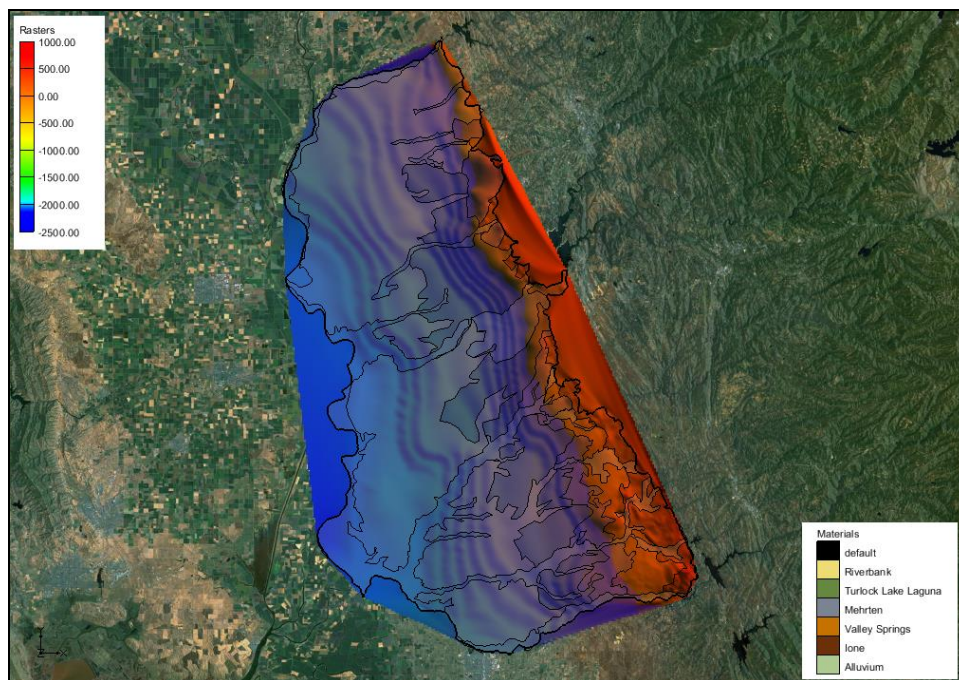 Rasters
1000.00
500.00
0.00
-500.00
-1000.00
-1500.00
-2000.00
-2500.00
Materials
default
Riverbank
Turlock Lake Laguna
Mehrten
Valley Springs
Ione
Alluvium